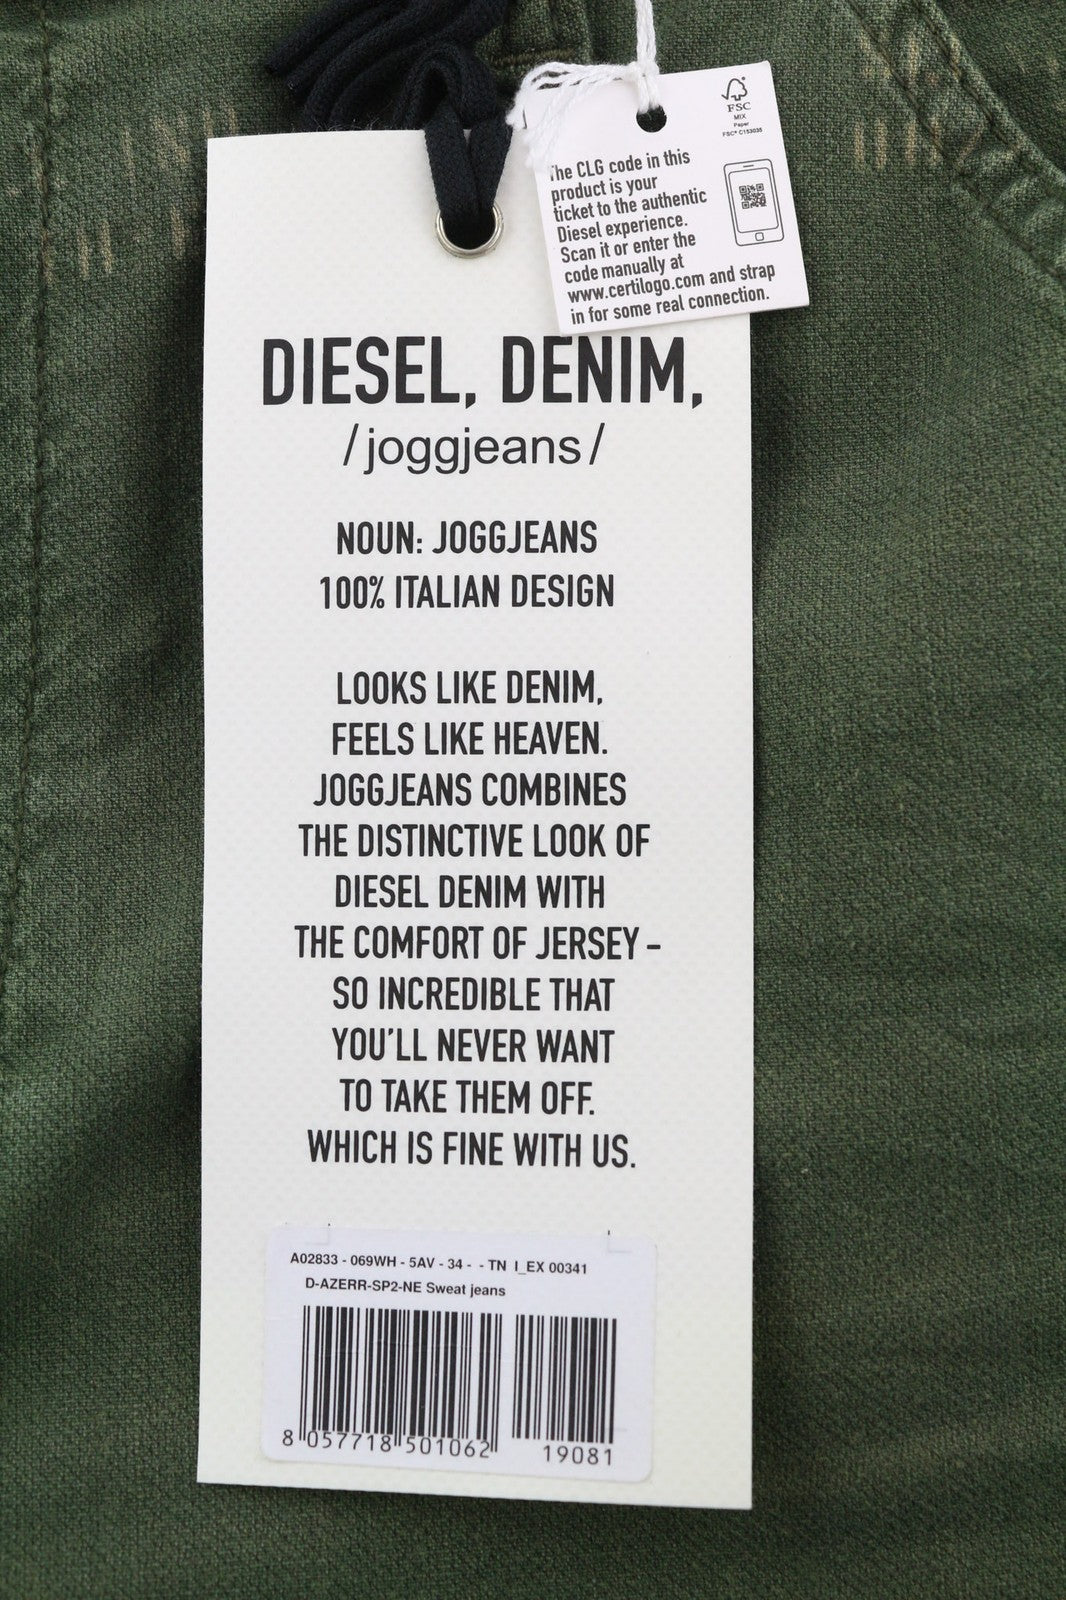 FSC
MIX
Paper
FSC® C153035
The CLG code in this
product is your
ticket to the authentic
Diesel experience.
Scan it or enter the
code manually at
www.certilogo.com and strap
in for some real connection.
DIESEL, DENIM,
/joggjeans/
NOUN: JOGGJEANS
100% ITALIAN DESIGN
LOOKS LIKE DENIM,
FEELS LIKE HEAVEN.
JOGGJEANS COMBINES
THE DISTINCTIVE LOOK OF
DIESEL DENIM WITH
THE COMFORT OF JERSEY –
SO INCREDIBLE THAT
YOU'LL NEVER WANT
TO TAKE THEM OFF.
WHICH IS FINE WITH US.
A02833 - 069WH - 5AV - 34 - - TN I_EX 00341
D-AZERR-SP2-NE Sweat jeans
8 057718 501062 19081